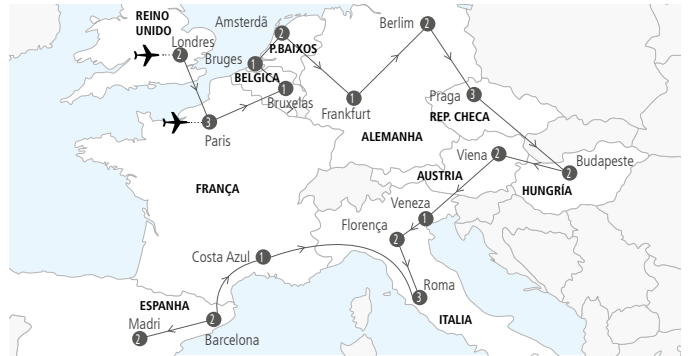 REINO
UNIDO
Londres
2
Amsterdã
2
P.BAIXOS
Bruges
1
BELGICA
1
Bruxelas
3
Paris
Berlim
2
2
Frankfurt
ALEMANHA
Praga
3
REP. CHECA
Viena
2
AUSTRIA
Budapeste
2
HUNGRÍA
FRANÇA
Veneza
1
Florença
2
Costa Azul
1
Roma
3
ITALIA
ESPANHA
Madri
2
2
Barcelona